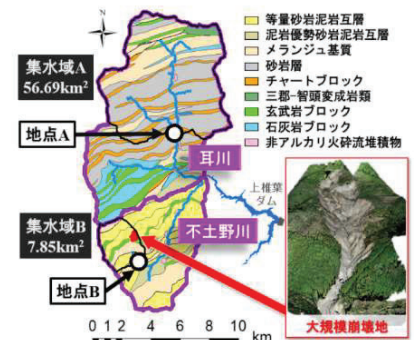 N
集水域A
56.69km²
地点A
耳川
上椎葉
ダム
集水域B
7.85km²
不土野川
地点B
等量砂岩泥岩互層
泥岩優勢砂岩泥岩互層
メランジュ基質
砂岩層
チャートブロック
三郡-智頭変成岩類
玄武岩ブロック
石灰岩ブロック
非アルカリ火砕流堆積物
大規模崩壊地
0 1 2 4 6 8 10
km